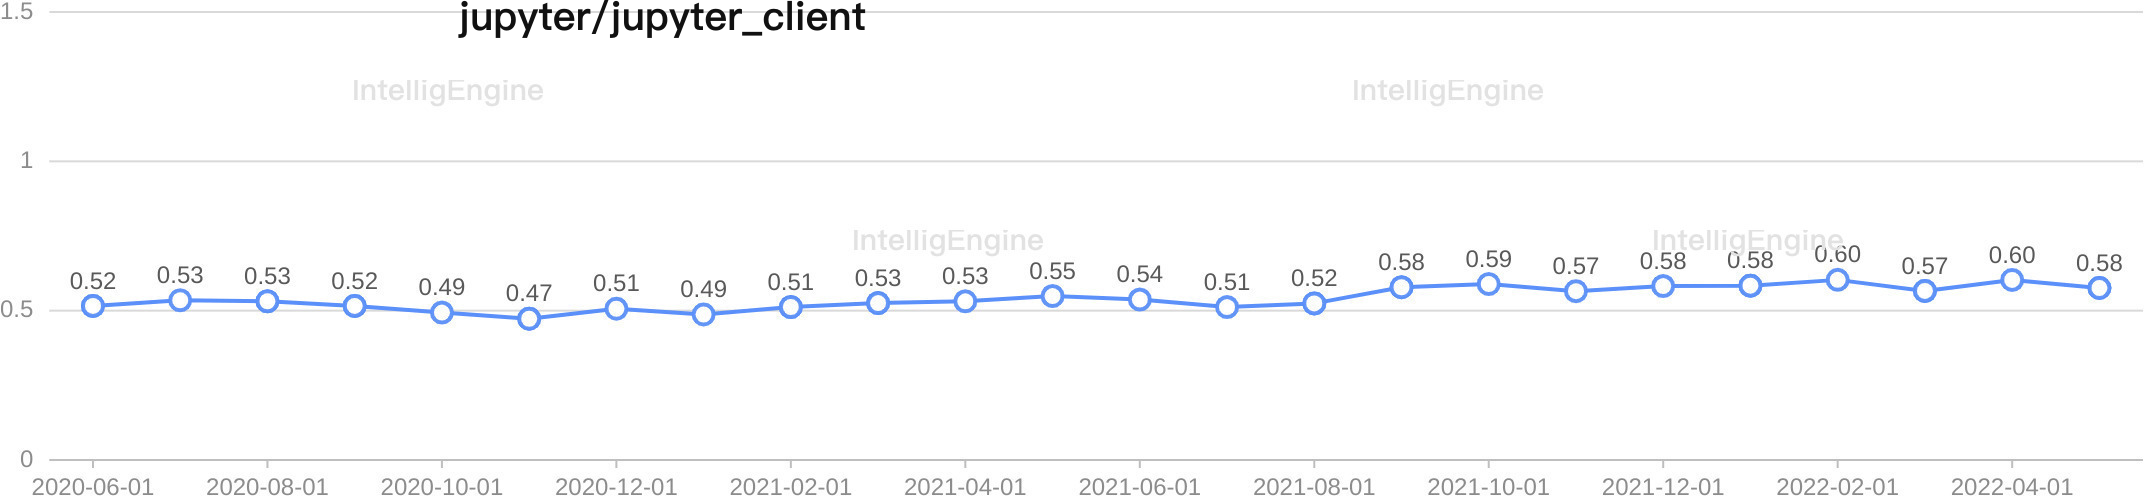 1.5
jupyter/jupyter_client
IntelligEngine IntelligEngine
1
IntelligEngine IntelligEngine
0.52 0.53 0.53 0.52 0.49 0.47 0.51 0.49 0.51 0.53 0.53 0.55 0.54 0.51 0.52 0.58 0.59 0.57 0.58 0.58 0.60 0.57 0.60 0.58
0.5
0
2020-06-01 2020-08-01 2020-10-01 2020-12-01 2021-02-01 2021-04-01 2021-06-01 2021-08-01 2021-10-01 2021-12-01 2022-02-01 2022-04-01